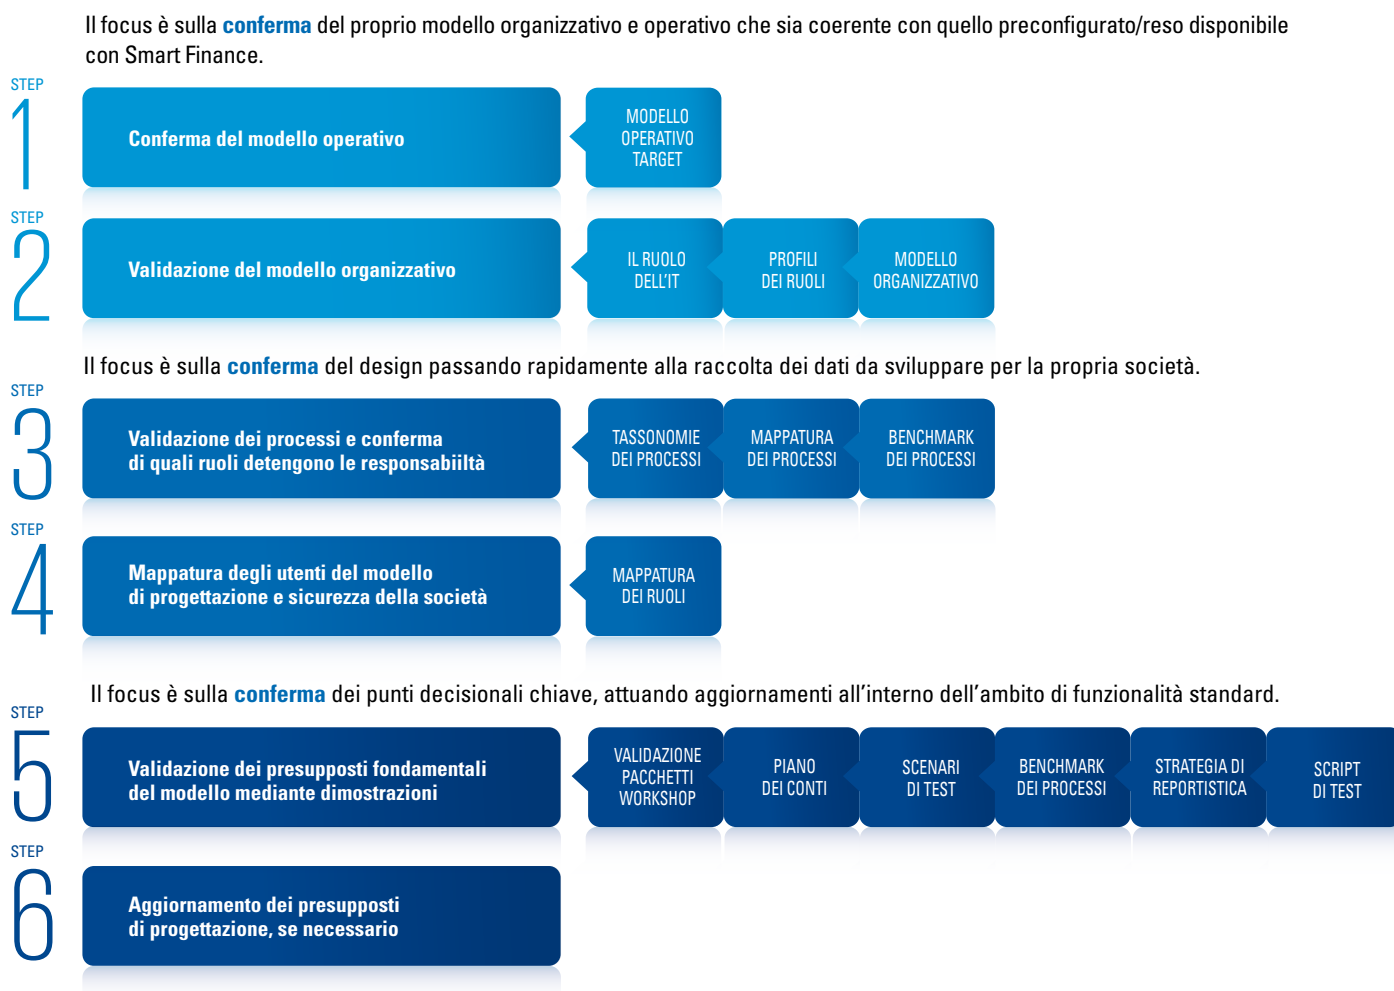 Il focus è sulla conferma del proprio modello organizzativo e operativo che sia coerente con quello preconfigurato/reso disponibile
con Smart Finance.
STEP
1
Conferma del modello operativo
MODELLO
OPERATIVO
TARGET
STEP
2
Validazione del modello organizzativo
IL RUOLO
DELL'IT
PROFILI
DEI RUOLI
MODELLO
ORGANIZZATIVO
Il focus è sulla conferma del design passando rapidamente alla raccolta dei dati da sviluppare per la propria società.
STEP
3
Validazione dei processi e conferma
di quali ruoli detengono le responsabiiltà
TASSONOMIE
DEI PROCESSI
MAPPATURA
DEI PROCESSI
BENCHMARK
DEI PROCESSI
STEP
4
Mappatura degli utenti del modello
di progettazione e sicurezza della società
MAPPATURA
DEI RUOLI
Il focus è sulla conferma dei punti decisionali chiave, attuando aggiornamenti all'interno dell'ambito di funzionalità standard.
STEP
5
Validazione dei presupposti fondamentali
del modello mediante dimostrazioni
VALIDAZIONE
PACCHETTI
WORKSHOP
PIANO
DEI CONTI
SCENARI
DI TEST
BENCHMARK
DEI PROCESSI
STRATEGIA DI
REPORTISTICA
SCRIPT
DI TEST
STEP
6
Aggiornamento dei presupposti
di progettazione, se necessario